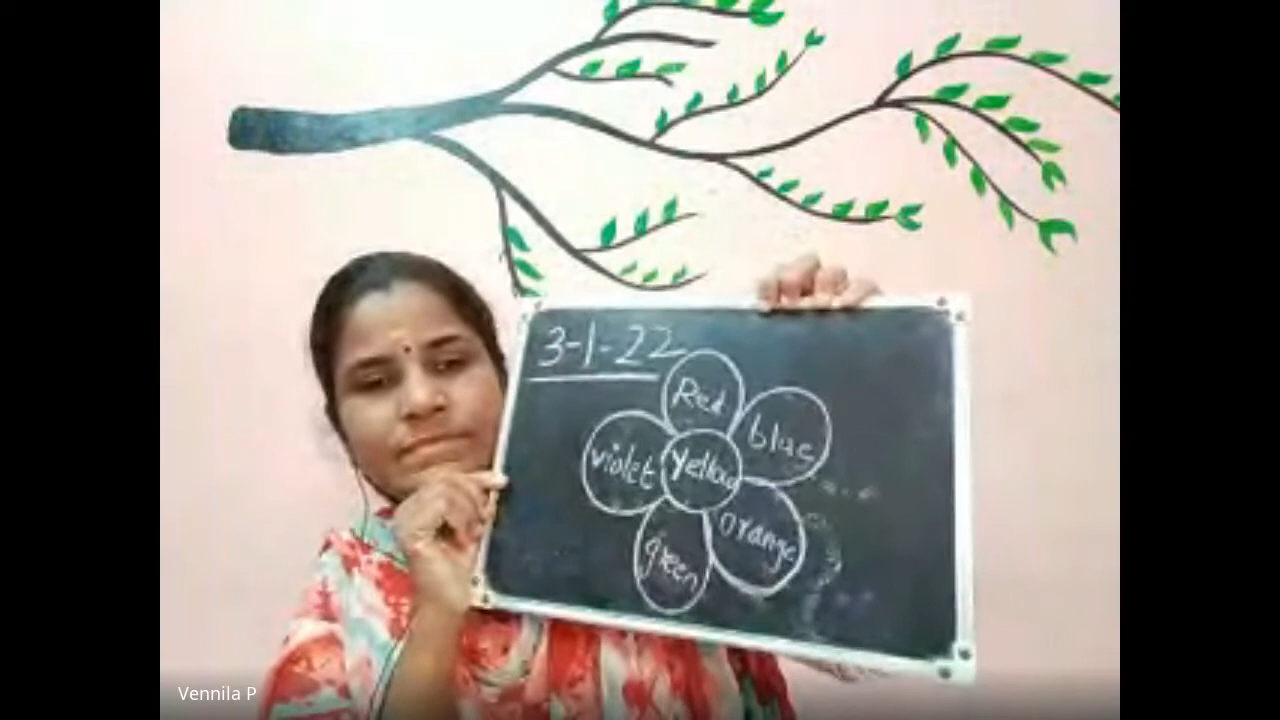 3-1-22
Red
blue
violet
yellow
orange
green
Vennila P